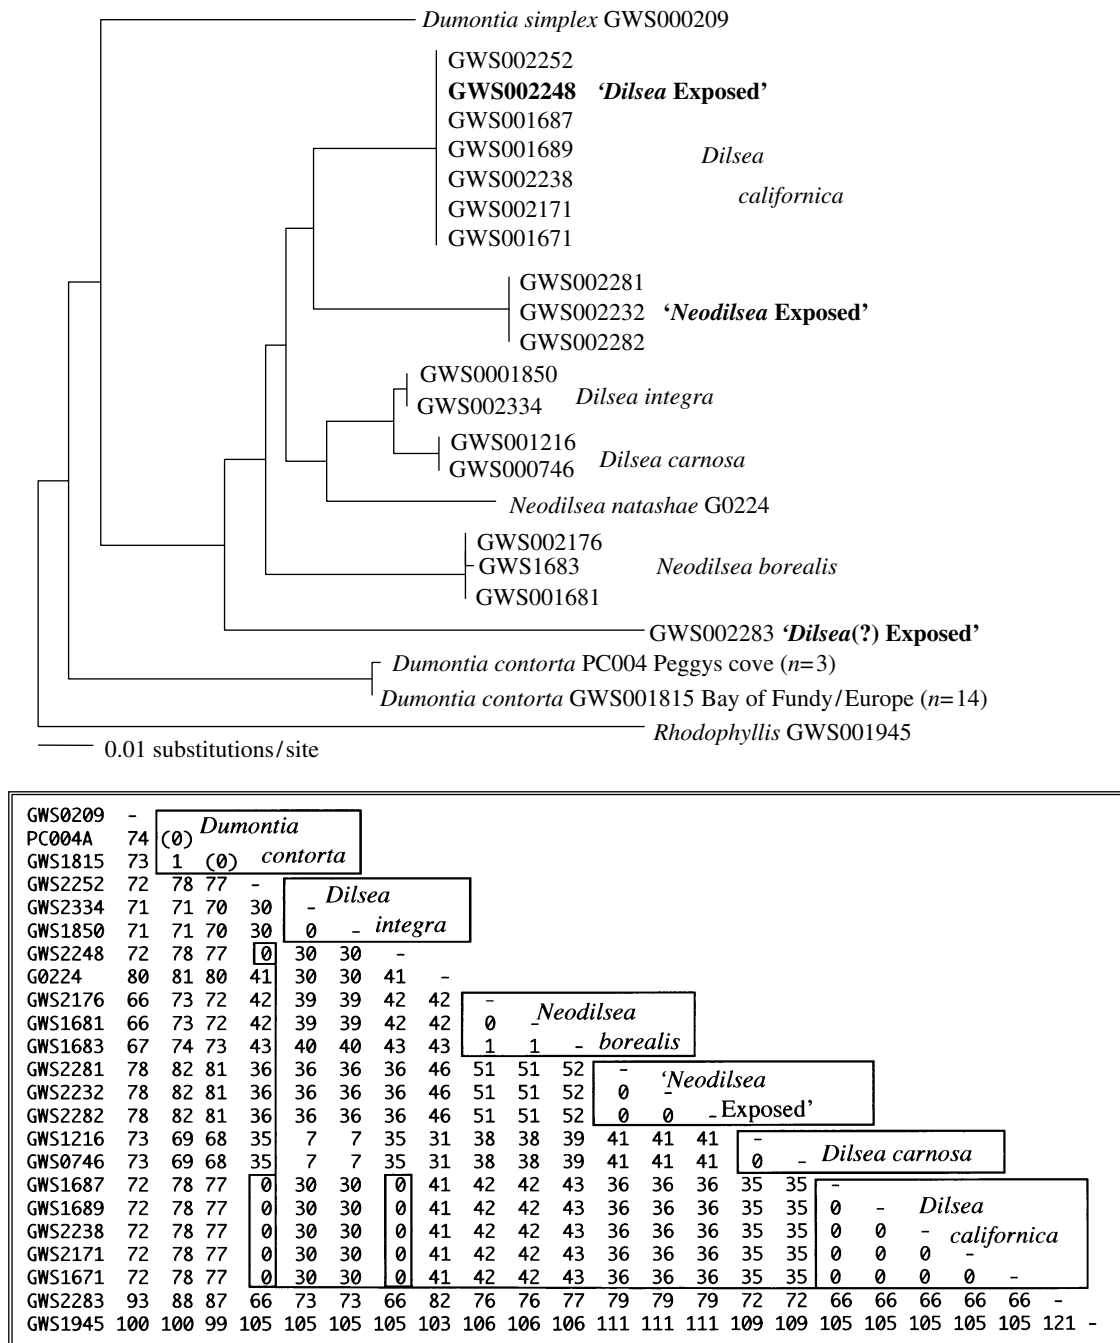 Dumontia simplex GWS000209
GWS002252
GWS002248 ‘Dilsea Exposed’
GWS001687
GWS001689
Dilsea
GWS002238
californica
GWS002171
GWS001671
GWS002281
GWS002232 ‘Neodilsea Exposed’
GWS002282
GWS0001850
GWS002334 Dilsea integra
GWS001216
GWS000746 Dilsea carnosa
Neodilsea natashae G0224
GWS002176
GWS1683 Neodilsea borealis
GWS001681
GWS002283 ‘Dilsea(?) Exposed’
Dumontia contorta PC004 Peggys cove (n=3)
Dumontia contorta GWS001815 Bay of Fundy/Europe (n=14)
Rhodophyllis GWS001945
0.01 substitutions/site
GWS0209 -
PC004A 74 (0) Dumontia
GWS1815 73 1 (0) contorta
GWS2252 72 78 77 - Dilsea
GWS2334 71 71 70 30 -
GWS1850 71 71 70 30 0 - integra
GWS2248 72 78 77 0 30 30 -
G0224 80 81 80 41 30 30 41 -
GWS2176 66 73 72 42 39 39 42 42 -
GWS1681 66 73 72 42 39 39 42 42 0 - Neodilsea
GWS1683 67 74 73 43 40 40 43 43 1 1 - borealis
GWS2281 78 82 81 36 36 36 36 46 51 51 52 - ‘Neodilsea
GWS2232 78 82 81 36 36 36 36 46 51 51 52 0 -
GWS2282 78 82 81 36 36 36 36 46 51 51 52 0 0 - Exposed’
GWS1216 73 69 68 35 7 7 35 31 38 38 39 41 41 41 -
GWS0746 73 69 68 35 7 7 35 31 38 38 39 41 41 41 0 - Dilsea carnosa
GWS1687 72 78 77 0 30 30 0 41 42 42 43 36 36 36 35 35 -
GWS1689 72 78 77 0 30 30 0 41 42 42 43 36 36 36 35 35 0 - Dilsea
GWS2238 72 78 77 0 30 30 0 41 42 42 43 36 36 36 35 35 0 0 - californica
GWS2171 72 78 77 0 30 30 0 41 42 42 43 36 36 36 35 35 0 0 0 -
GWS1671 72 78 77 0 30 30 0 41 42 42 43 36 36 36 35 35 0 0 0 0 -
GWS2283 93 88 87 66 73 73 66 82 76 76 77 79 79 79 72 72 66 66 66 66 66 -
GWS1945 100 100 99 105 105 105 105 103 106 106 106 111 111 111 109 109 105 105 105 105 105 121 -